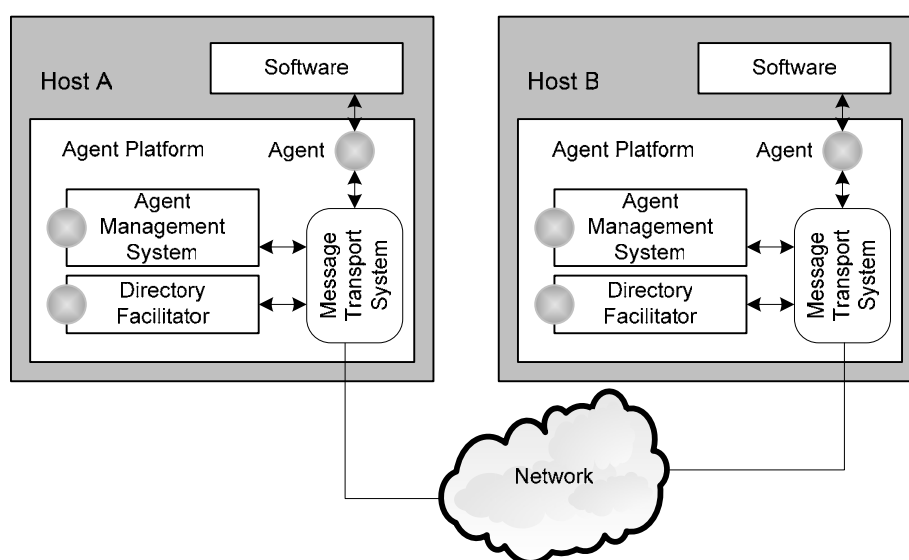 Software
Host A
Agent Platform
Agent
Agent
Management
System
Directory
Facilitator
Message
Transport
System
Software
Host B
Agent Platform
Agent
Agent
Management
System
Directory
Facilitator
Message
Transport
System
Network